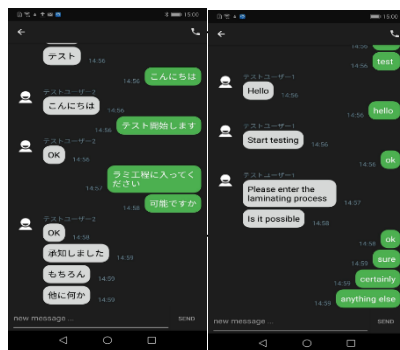 15:00
テスト
14:56
14:56
こんにちは
テストユーザー2
こんにちは
14:56
14:56
テスト開始します
テストユーザー2
OK
14:56
ラミ工程に入ってく
ださい
14:57
14:58
可能ですか
テストユーザー2
OK
14:58
承知しました
14:59
もちろん
14:59
他に何か
14:59
new message ...
SEND
15:00
14:56
14:56
test
テストユーザー1
Hello
14:56
14:56
hello
テストユーザー1
Start testing
14:56
14:56
ok
テストユーザー1
Please enter the
laminating process
14:57
Is it possible
14:58
14:58
ok
14:59
sure
14:59
certainly
14:59
anything else
new message ...
SEND